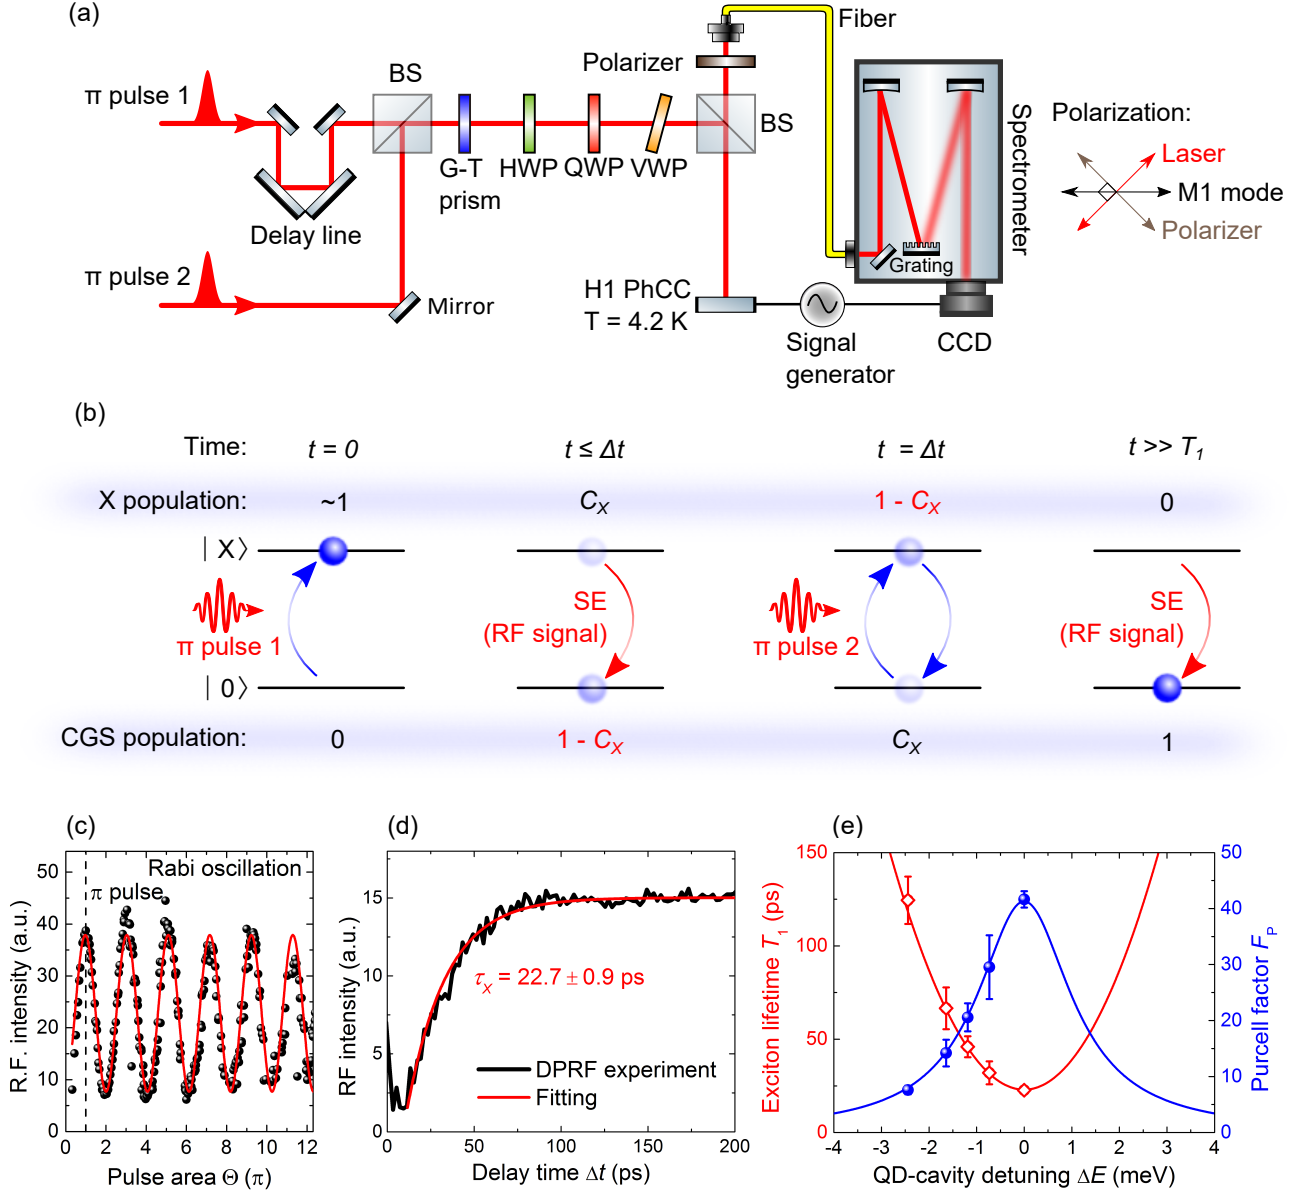 (a)
π pulse 1
BS
Polarizer
Fiber
BS
G-T
prism
HWP
QWP
VWP
Delay line
π pulse 2
Mirror
H1 PhCC
T = 4.2 K
Signal
generator
CCD
Grating
Spectrometer
Polarization:
Laser
M1 mode
Polarizer
(b)
Time: t = 0 t ≤ Δt t = Δt t >> T₁
X population: ~1 Cₓ 1 - Cₓ 0
| X ⟩
π pulse 1
SE
(RF signal)
π pulse 2
SE
(RF signal)
| 0 ⟩
CGS population: 0 1 - Cₓ Cₓ 1
(c)
Rabi oscillation
π pulse
R.F. intensity (a.u.)
50
40
30
20
10
0
0 2 4 6 8 10 12
Pulse area Θ (π)
(d)
RF intensity (a.u.)
15
10
5
0
τₓ = 22.7 ± 0.9 ps
DPRF experiment
Fitting
0 50 100 150 200
Delay time Δt (ps)
(e)
Exciton lifetime T₁ (ps)
150
100
50
0
50
40
30
20
10
0
Purcell factor Fₚ
-4 -3 -2 -1 0 1 2 3 4
QD-cavity detuning ΔE (meV)